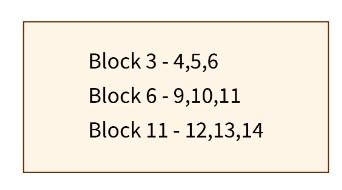 Block 3 - 4,5,6
Block 6 - 9,10,11
Block 11 - 12,13,14